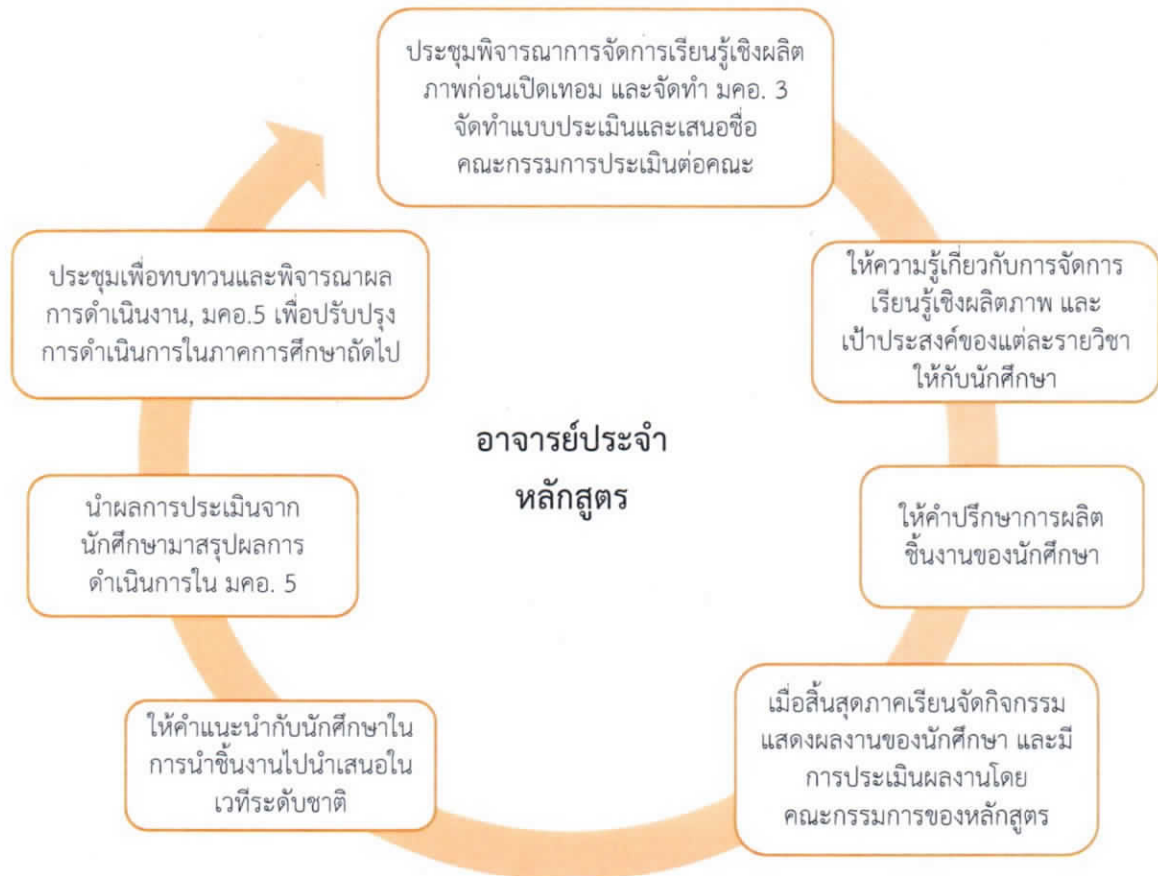 ประชุมพิจารณาการจัดการเรียนรู้เชิงผลิต
ภาพก่อนเปิดเทอม และจัดทำ มคอ. 3
จัดทำแบบประเมินและเสนอชื่อ
คณะกรรมการประเมินต่อคณะ
ให้ความรู้เกี่ยวกับการจัดการ
เรียนรู้เชิงผลิตภาพ และ
เป้าประสงค์ของแต่ละรายวิชา
ให้กับนักศึกษา
ให้คำปรึกษาการผลิต
ชิ้นงานของนักศึกษา
เมื่อสิ้นสุดภาคเรียนจัดกิจกรรม
แสดงผลงานของนักศึกษา และมี
การประเมินผลงานโดย
คณะกรรมการของหลักสูตร
ให้คำแนะนำกับนักศึกษาใน
การนำชิ้นงานไปนำเสนอใน
เวทีระดับชาติ
นำผลการประเมินจาก
นักศึกษามาสรุปผลการ
ดำเนินการใน มคอ. 5
ประชุมเพื่อทบทวนและพิจารณาผล
การดำเนินงาน, มคอ.5 เพื่อปรับปรุง
การดำเนินการในภาคการศึกษาถัดไป
อาจารย์ประจำ
หลักสูตร